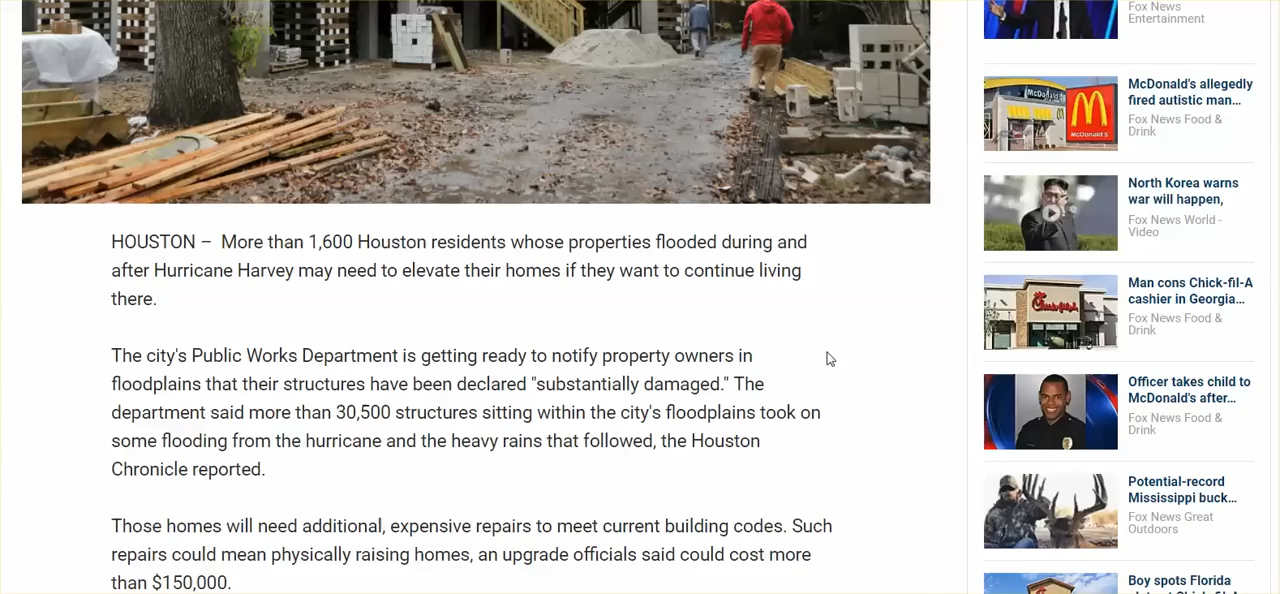 HOUSTON – More than 1,600 Houston residents whose properties flooded during and
after Hurricane Harvey may need to elevate their homes if they want to continue living
there.
The city's Public Works Department is getting ready to notify property owners in
floodplains that their structures have been declared "substantially damaged." The
department said more than 30,500 structures sitting within the city's floodplains took on
some flooding from the hurricane and the heavy rains that followed, the Houston
Chronicle reported.
Those homes will need additional, expensive repairs to meet current building codes. Such
repairs could mean physically raising homes, an upgrade officials said could cost more
than $150,000.
Fox News
Entertainment
McDonald's allegedly
fired autistic man...
Fox News Food &
Drink
McDonald's
North Korea warns
war will happen,
Fox News World -
Video
Man cons Chick-fil-A
cashier in Georgia...
Fox News Food &
Drink
Chick-fil-A
Officer takes child to
McDonald's after...
Fox News Food &
Drink
Potential-record
Mississippi buck...
Fox News Great
Outdoors
Boy spots Florida